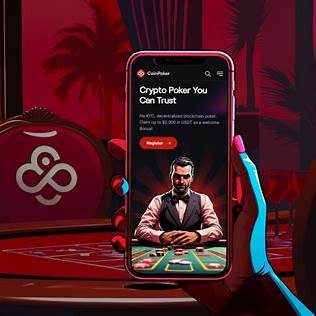 CoinPoker
Crypto Poker You
Can Trust
No KYC, decentralized blockchain poker.
Claim up to $2,000 in USDT as a welcome
Bonus!
Register